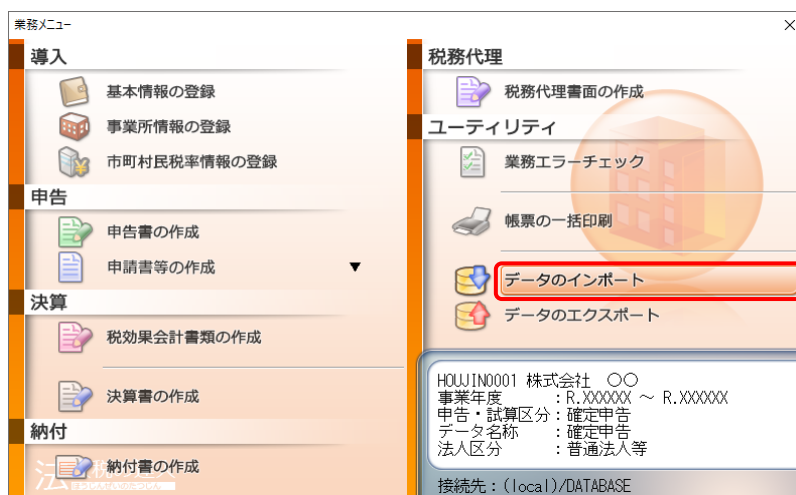 業務メニュー
導入
基本情報の登録
事業所情報の登録
市町村民税率情報の登録
申告
申告書の作成
申請書等の作成 ▼
決算
税効果会計書類の作成
決算書の作成
納付
納付書の作成
税務代理
税務代理書面の作成
ユーティリティ
業務エラーチェック
帳票の一括印刷
データのインポート
データのエクスポート
HOUJIN0001 株式会社 ○○
事業年度 :R.XXXXXX ~ R.XXXXXX
申告・試算区分:確定申告
データ名称 :確定申告
法人区分 :普通法人等
接続先:(local)/DATABASE